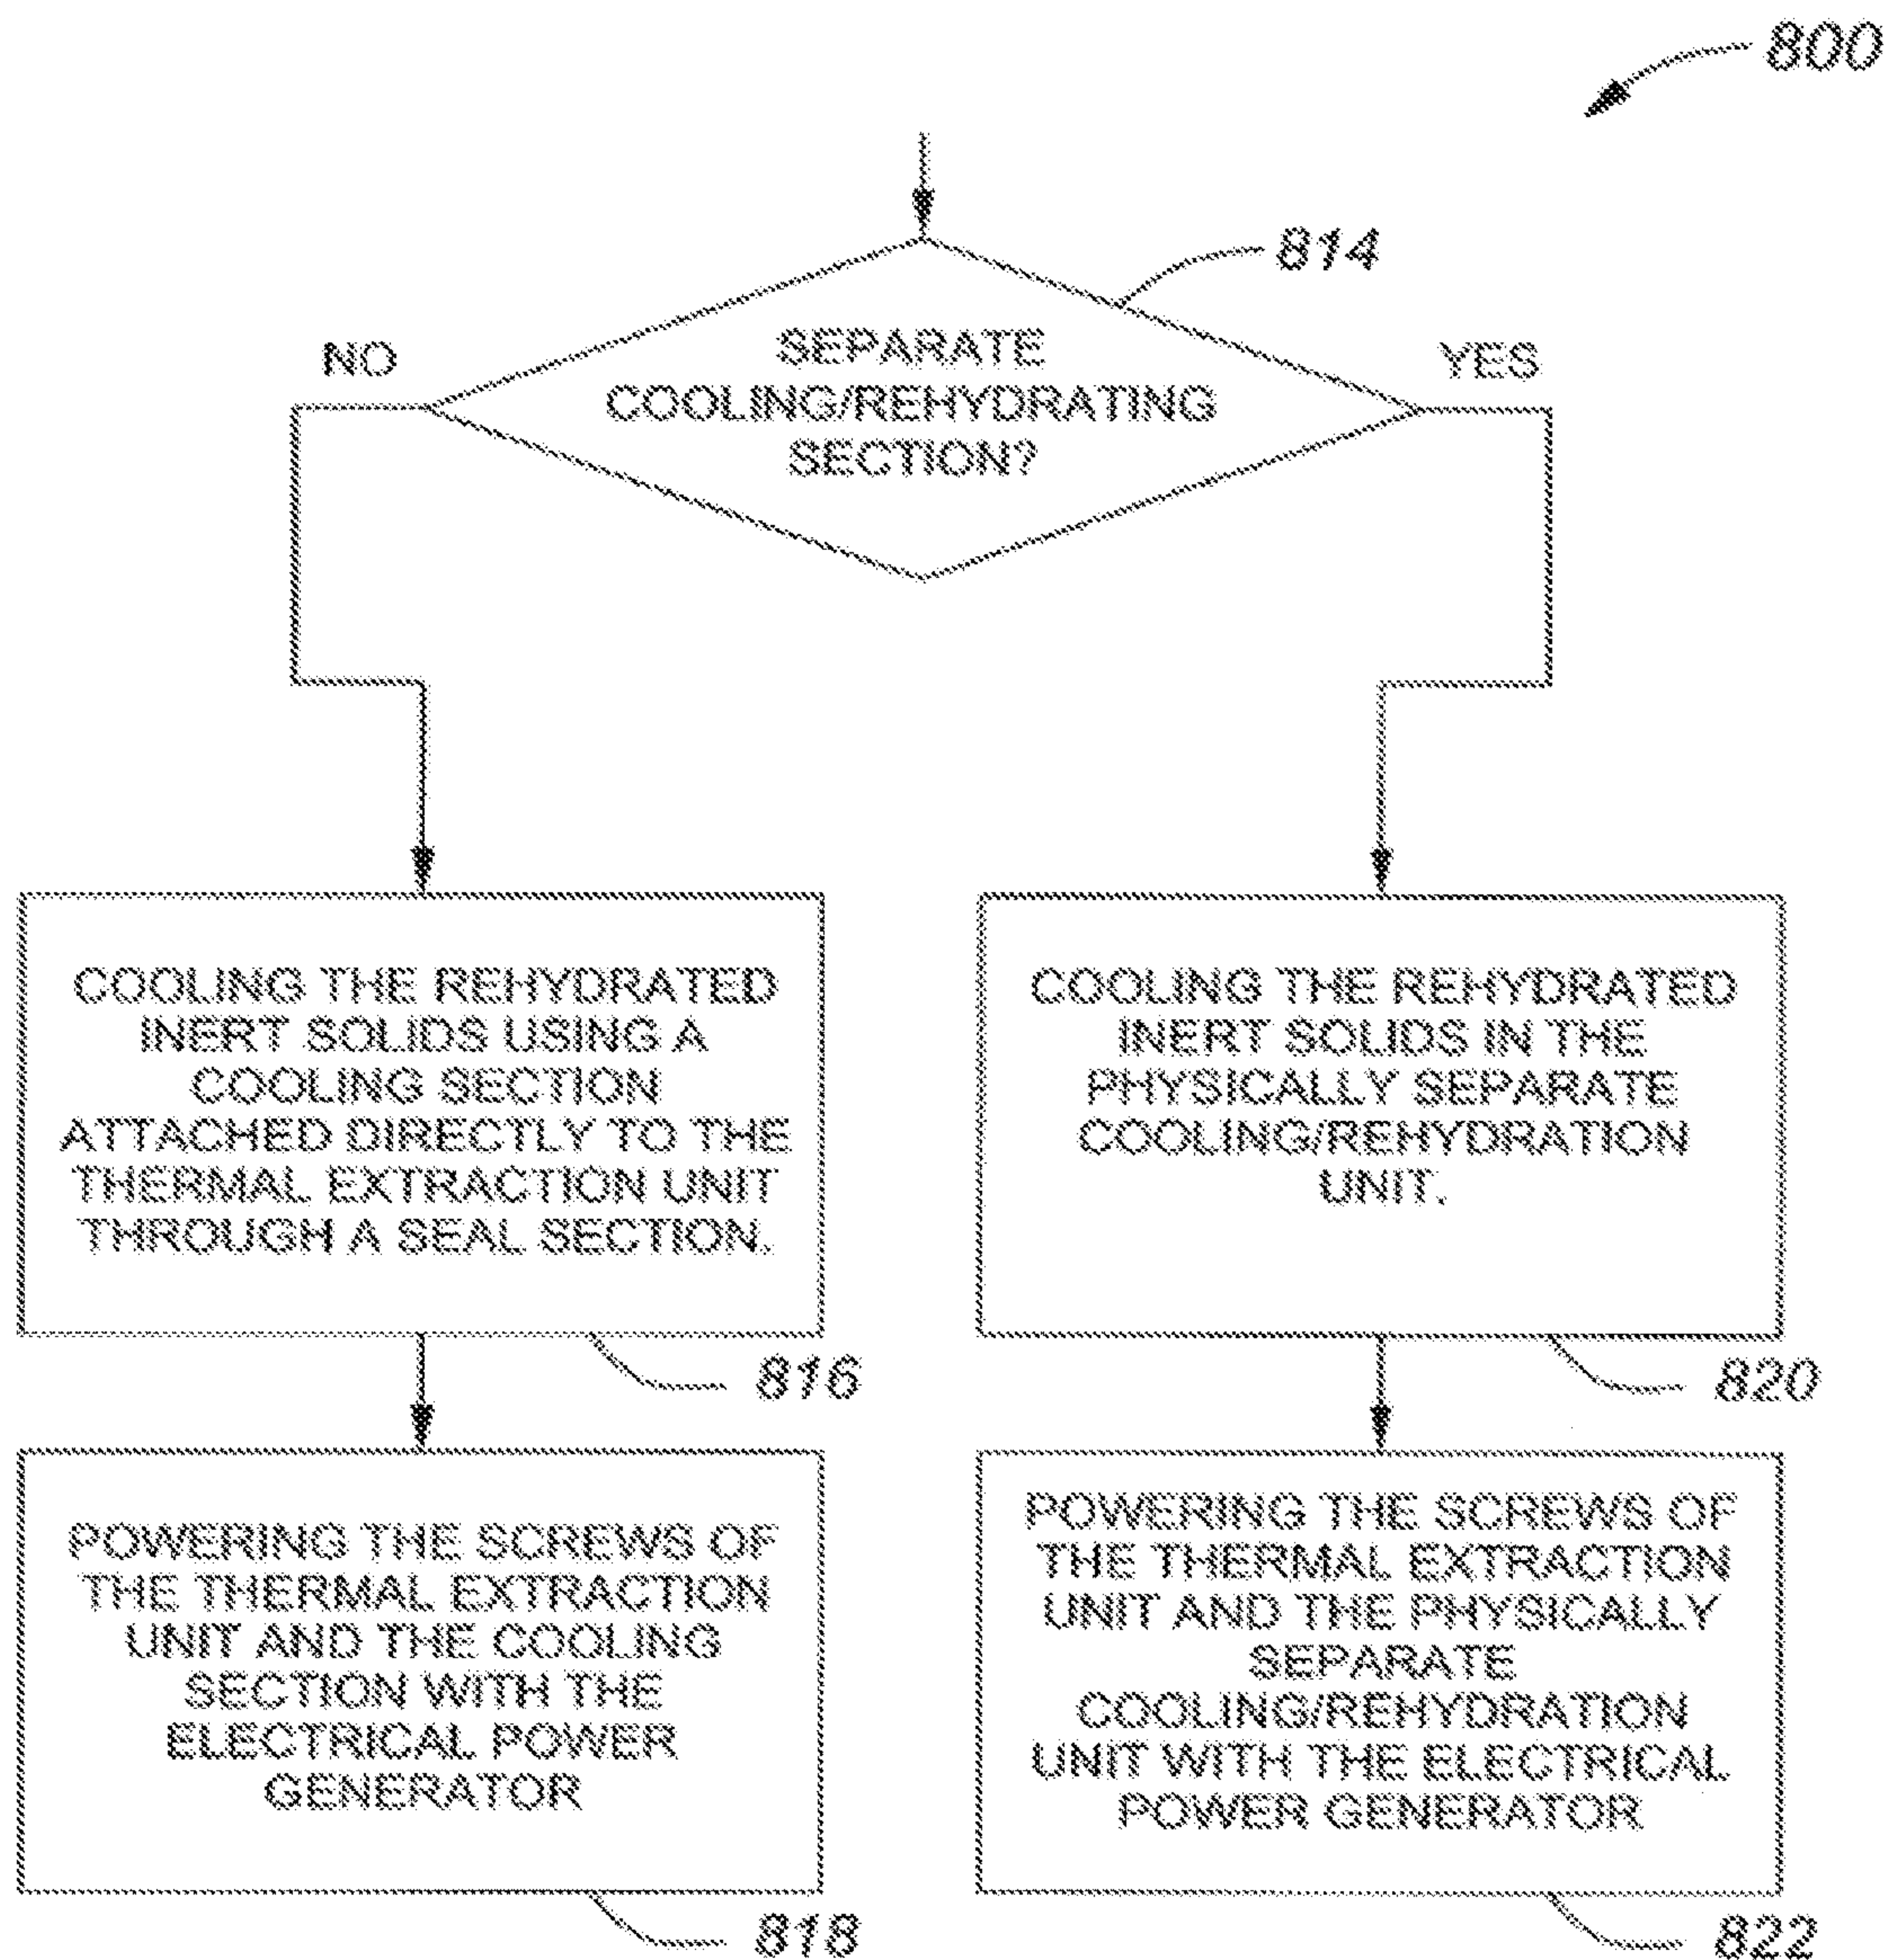 800
814
SEPARATE
COOLING/REHYDRATING
SECTION?
NO
YES
COOLING THE REHYDRATED
INERT SOLIDS USING A
COOLING SECTION
ATTACHED DIRECTLY TO THE
THERMAL EXTRACTION UNIT
THROUGH A SEAL SECTION.
816
COOLING THE REHYDRATED
INERT SOLIDS IN THE
PHYSICALLY SEPARATE
COOLING/REHYDRATION
UNIT.
820
POWERING THE SCREWS OF
THE THERMAL EXTRACTION
UNIT AND THE COOLING
SECTION WITH THE
ELECTRICAL POWER
GENERATOR
818
POWERING THE SCREWS OF
THE THERMAL EXTRACTION
UNIT AND THE PHYSICALLY
SEPARATE
COOLING/REHYDRATION
UNIT WITH THE ELECTRICAL
POWER GENERATOR
822